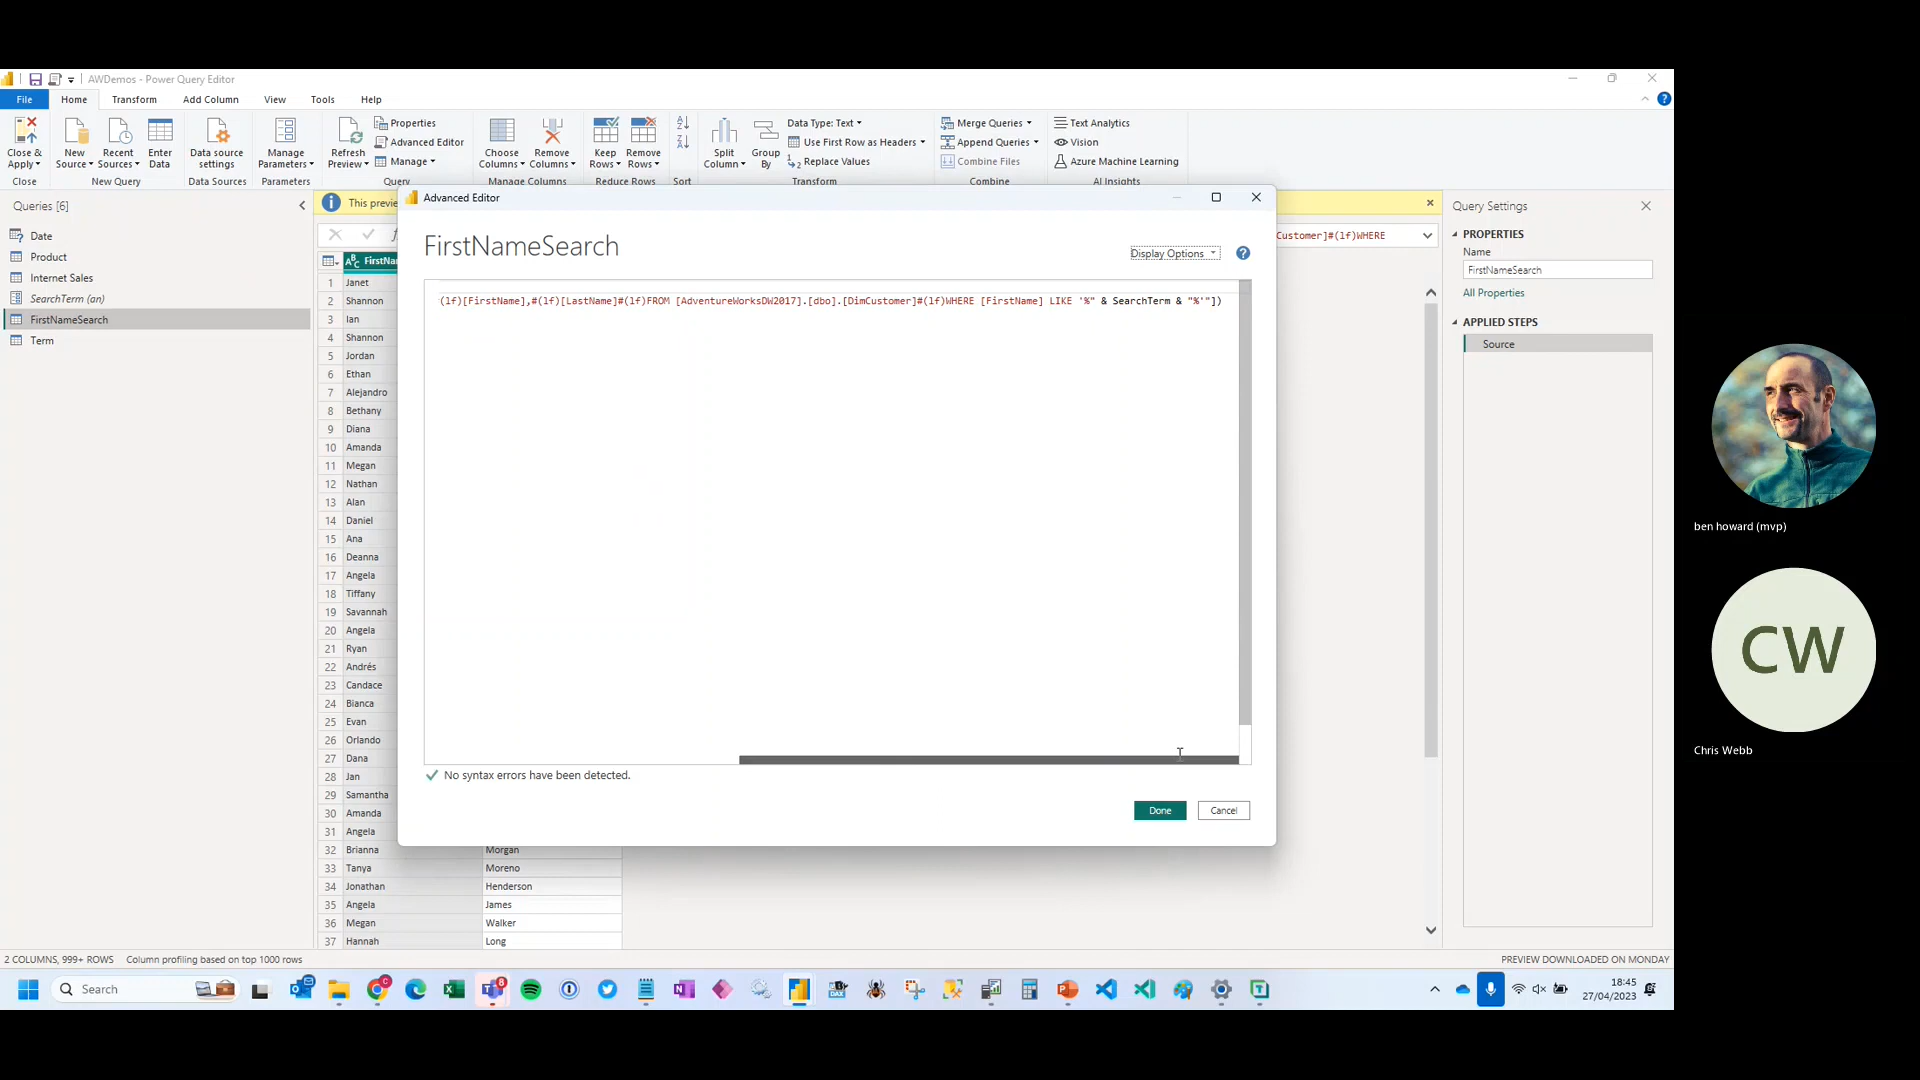 AWDemos - Power Query Editor
File Home Transform Add Column View Tools Help
Close & Apply
New Source
Recent Sources
Enter Data
Data source settings
Manage Parameters
Refresh Preview
Properties
Advanced Editor
Manage
Choose Columns
Remove Columns
Keep Rows
Remove Rows
Split Column
Group By
Data Type: Text
Use First Row as Headers
Replace Values
Merge Queries
Append Queries
Combine Files
Text Analytics
Vision
Azure Machine Learning
Close New Query Data Sources Parameters Query Manage Columns Reduce Rows Sort Transform Combine AI Insights
Queries [6]
Date
Product
Internet Sales
SearchTerm (an)
FirstNameSearch
Term
This previe
Customer]#(lf)WHERE
FirstNa
1 Janet
2 Shannon
3 Ian
4 Shannon
5 Jordan
6 Ethan
7 Alejandro
8 Bethany
9 Diana
10 Amanda
11 Megan
12 Nathan
13 Alan
14 Daniel
15 Ana
16 Deanna
17 Angela
18 Tiffany
19 Savannah
20 Angela
21 Ryan
22 Andrés
23 Candace
24 Bianca
25 Evan
26 Orlando
27 Dana
28 Jan
29 Samantha
30 Amanda
31 Angela
32 Brianna Morgan
33 Tanya Moreno
34 Jonathan Henderson
35 Angela James
36 Megan Walker
37 Hannah Long
Advanced Editor
FirstNameSearch
Display Options
(lf)[FirstName],#(lf)[LastName]#(lf)FROM [AdventureWorksDW2017].[dbo].[DimCustomer]#(lf)WHERE [FirstName] LIKE '%" & SearchTerm & "%'"])
No syntax errors have been detected.
Done Cancel
Query Settings
PROPERTIES
Name
FirstNameSearch
All Properties
APPLIED STEPS
Source
2 COLUMNS, 999+ ROWS Column profiling based on top 1000 rows
PREVIEW DOWNLOADED ON MONDAY
Search
18:45
27/04/2023
ben howard (mvp)
CW
Chris Webb